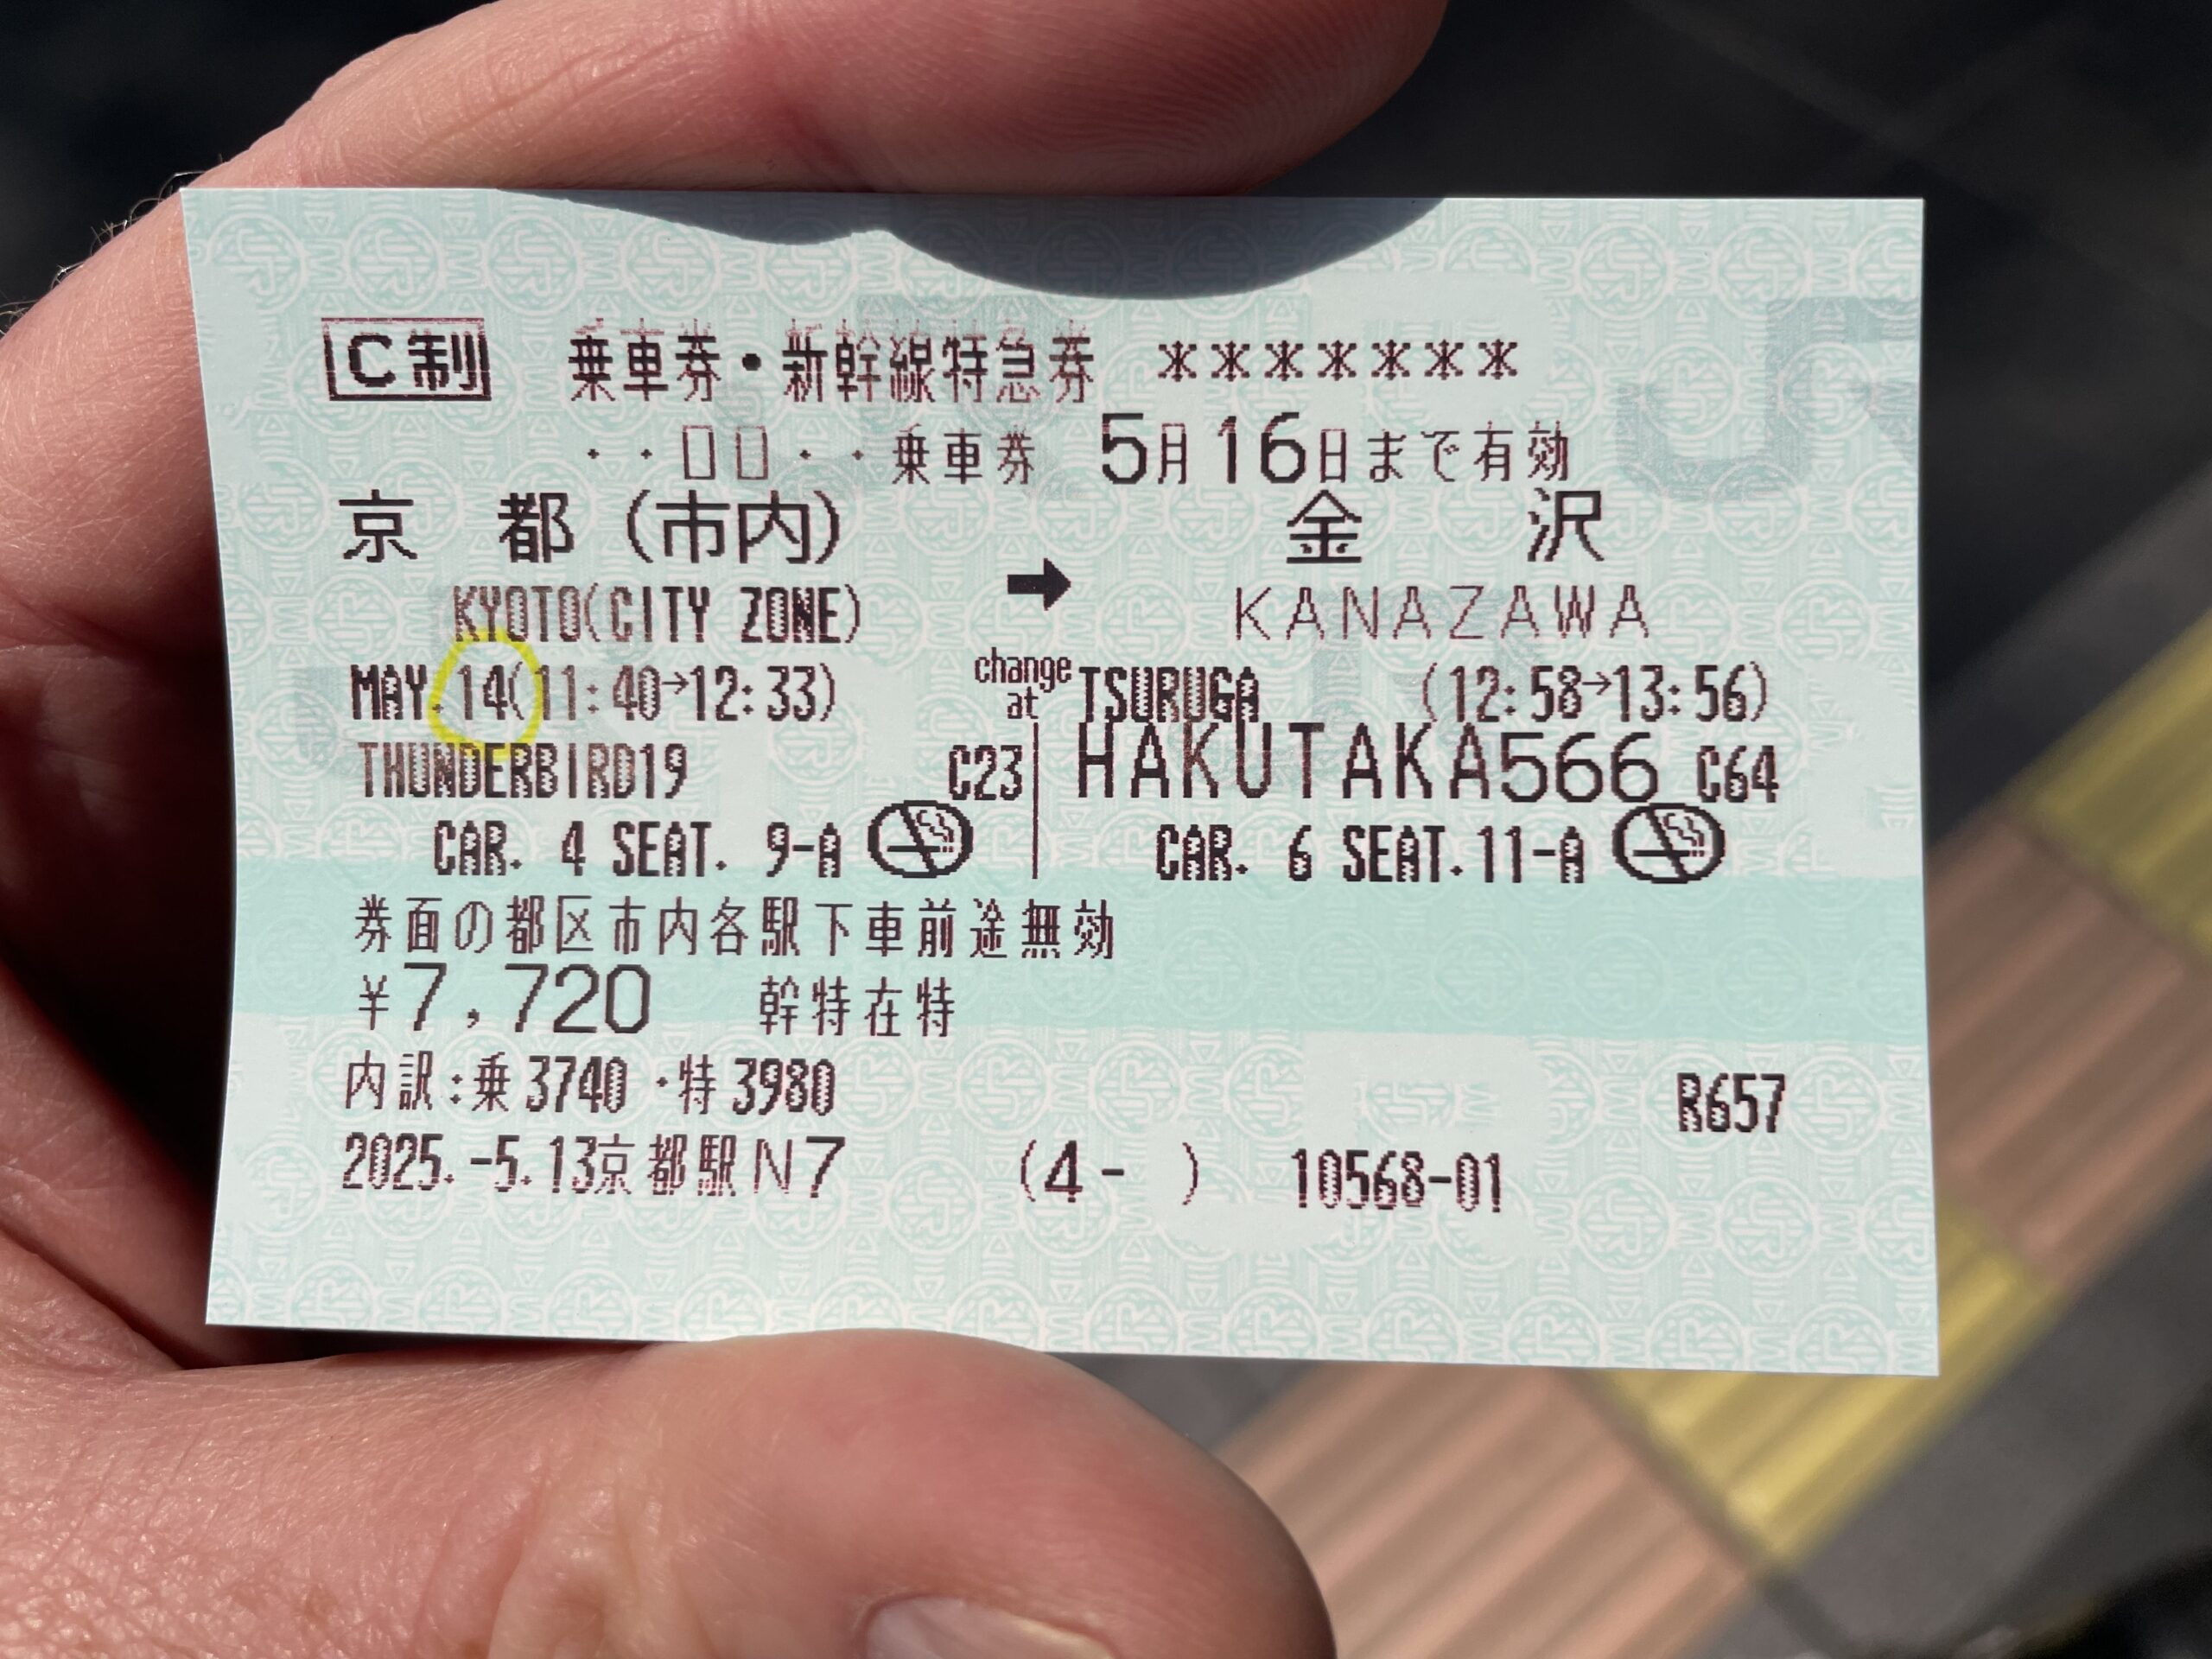 C制 乗車券・新幹線特急券 *******
・・□□・・乗車券 5月16日まで有効
京都(市内) → 金沢
KYOTO(CITY ZONE) KANAZAWA
MAY.14(11:40→12:33) change at TSURUGA (12:58→13:56)
THUNDERBIRD19 C23 HAKUTAKA566 C64
CAR. 4 SEAT. 9-A CAR. 6 SEAT.11-A
券面の都区市内各駅下車前途無効
¥7,720 幹特在特
内訳:乗3740・特3980
R657
2025.-5.13京都駅N7 (4- ) 10568-01